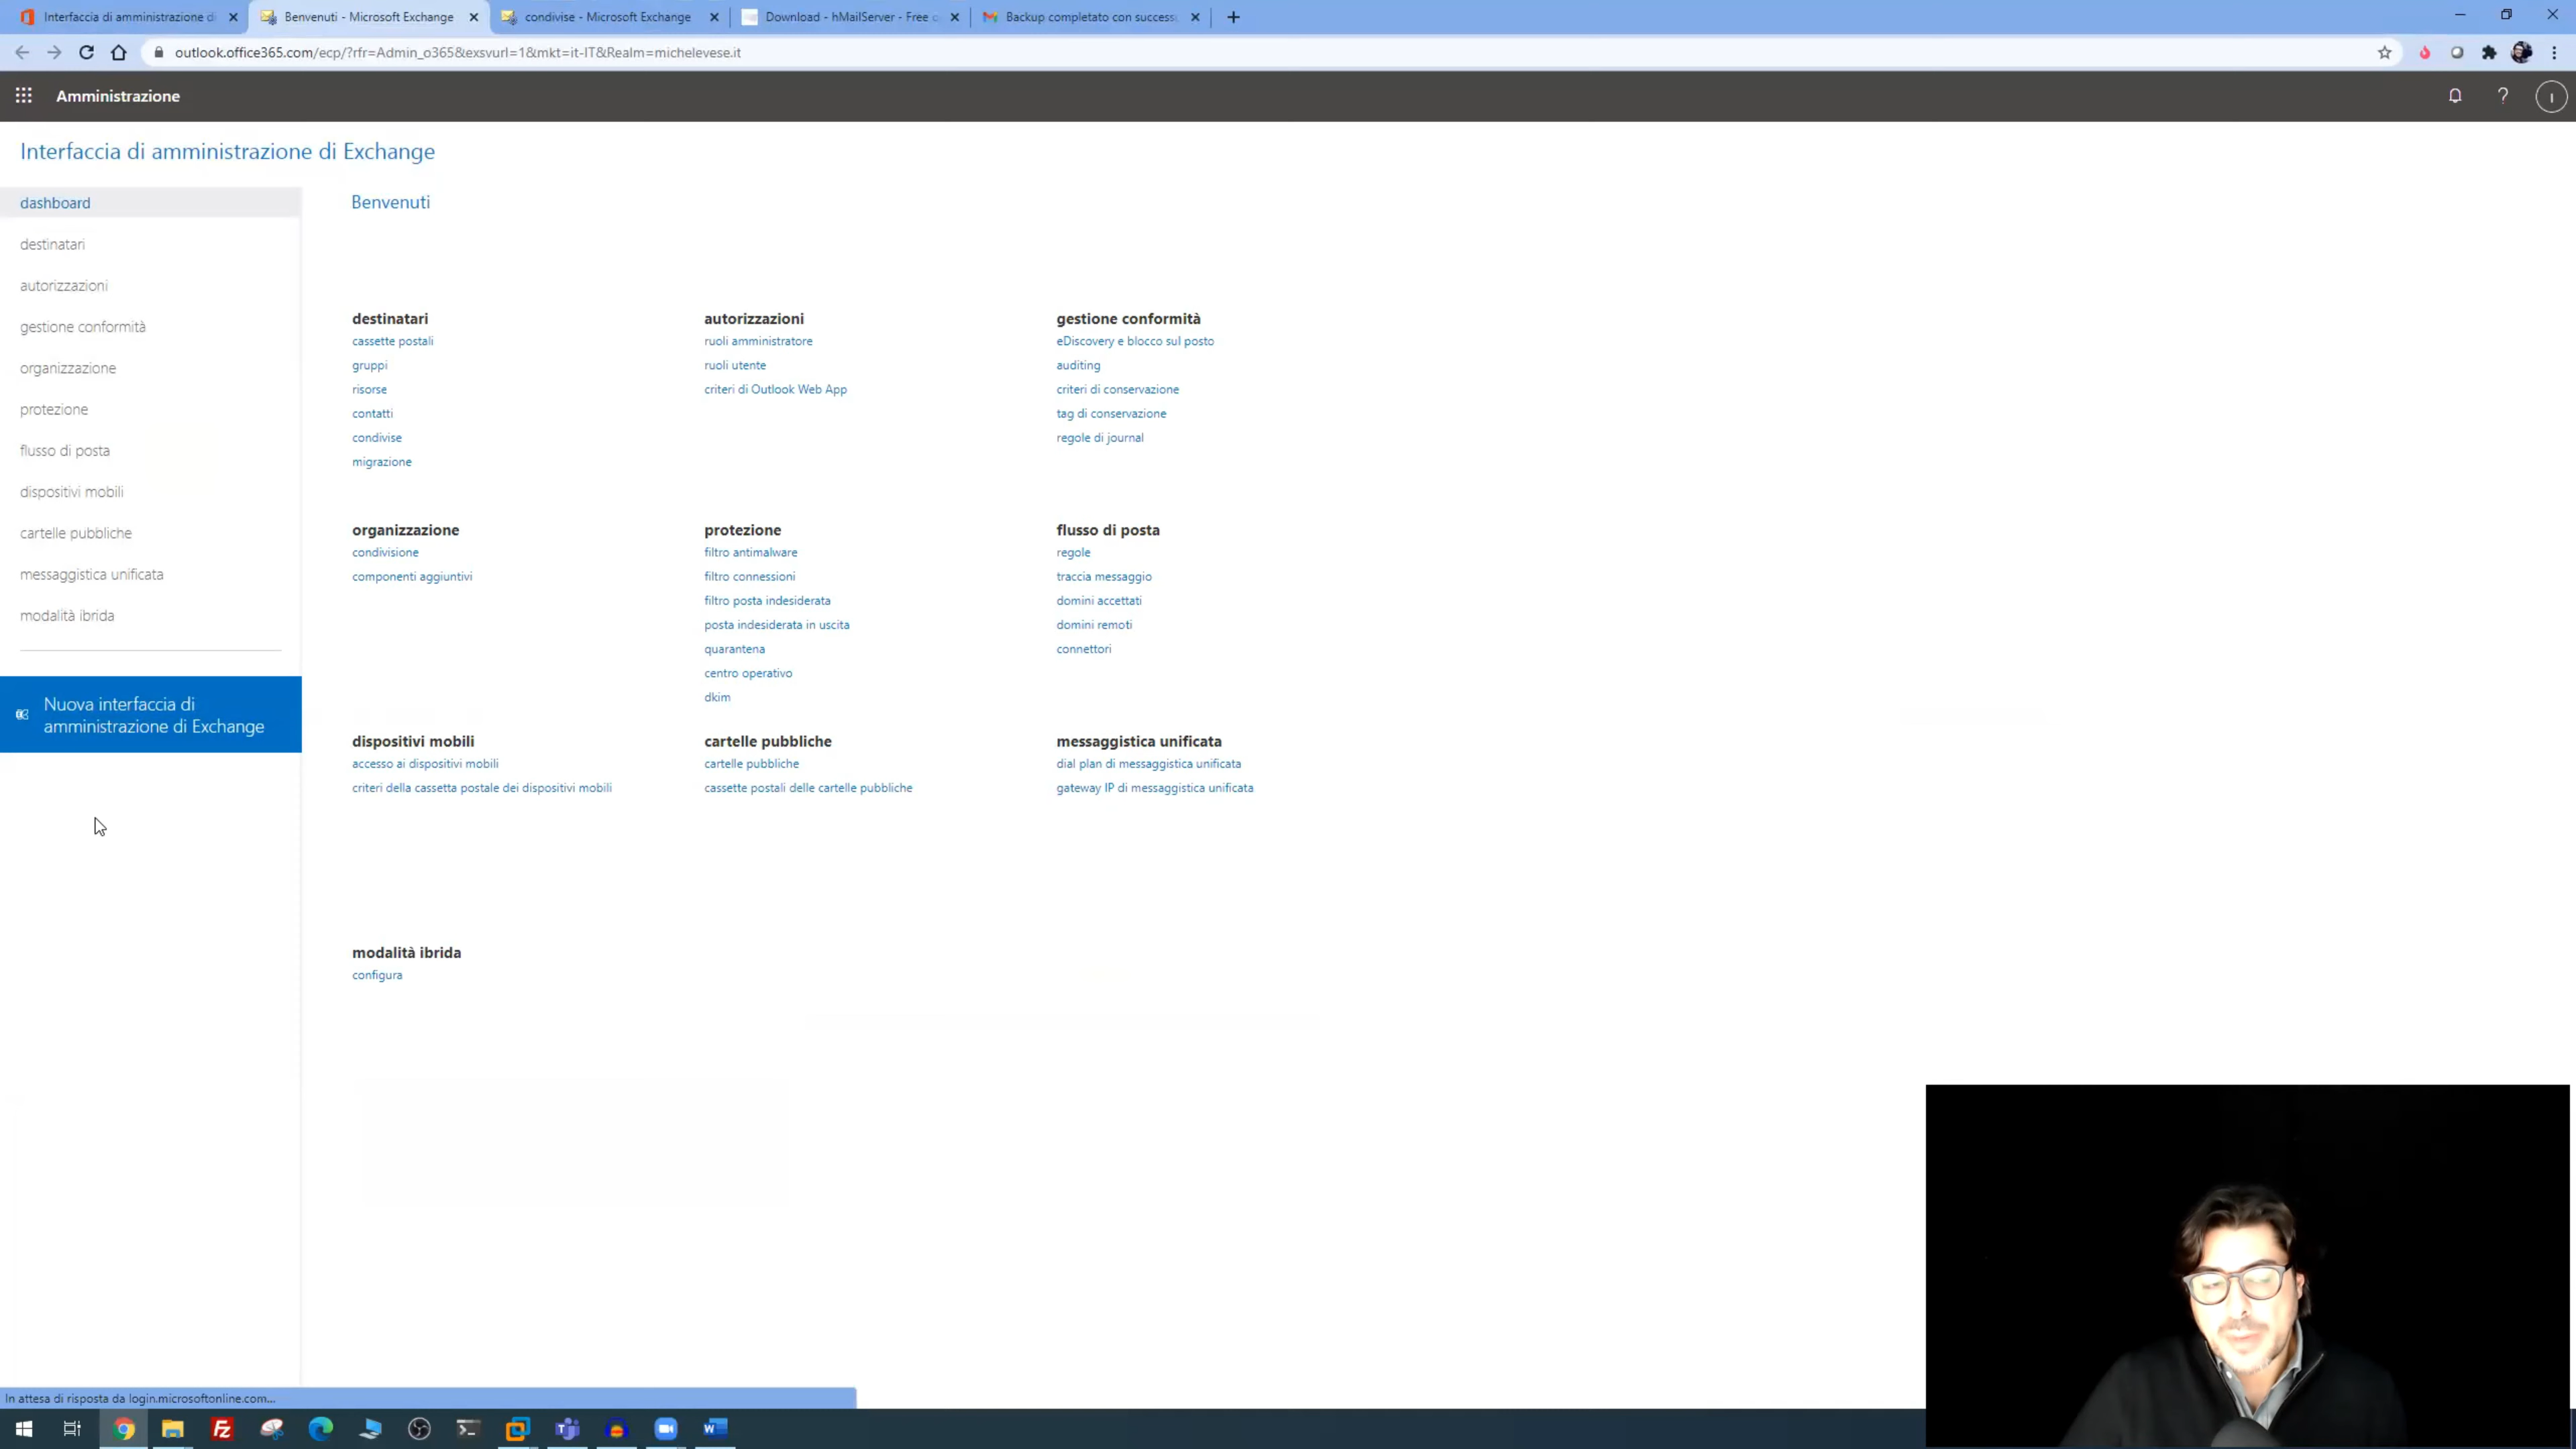 Interfaccia di amministrazione di
Benvenuti - Microsoft Exchange
condivise - Microsoft Exchange
Download - hMailServer - Free
Backup completato con success
outlook.office365.com/ecp/?rfr=Admin_o365&exsvurl=1&mkt=it-IT&Realm=michelevese.it
Amministrazione
Interfaccia di amministrazione di Exchange
dashboard
destinatari
autorizzazioni
gestione conformità
organizzazione
protezione
flusso di posta
dispositivi mobili
cartelle pubbliche
messaggistica unificata
modalità ibrida
Nuova interfaccia di
amministrazione di Exchange
Benvenuti
destinatari
cassette postali
gruppi
risorse
contatti
condivise
migrazione
autorizzazioni
ruoli amministratore
ruoli utente
criteri di Outlook Web App
gestione conformità
eDiscovery e blocco sul posto
auditing
criteri di conservazione
tag di conservazione
regole di journal
organizzazione
condivisione
componenti aggiuntivi
protezione
filtro antimalware
filtro connessioni
filtro posta indesiderata
posta indesiderata in uscita
quarantena
centro operativo
dkim
flusso di posta
regole
traccia messaggio
domini accettati
domini remoti
connettori
dispositivi mobili
accesso ai dispositivi mobili
criteri della cassetta postale dei dispositivi mobili
cartelle pubbliche
cartelle pubbliche
cassette postali delle cartelle pubbliche
messaggistica unificata
dial plan di messaggistica unificata
gateway IP di messaggistica unificata
modalità ibrida
configura
In attesa di risposta da login.microsoftonline.com...